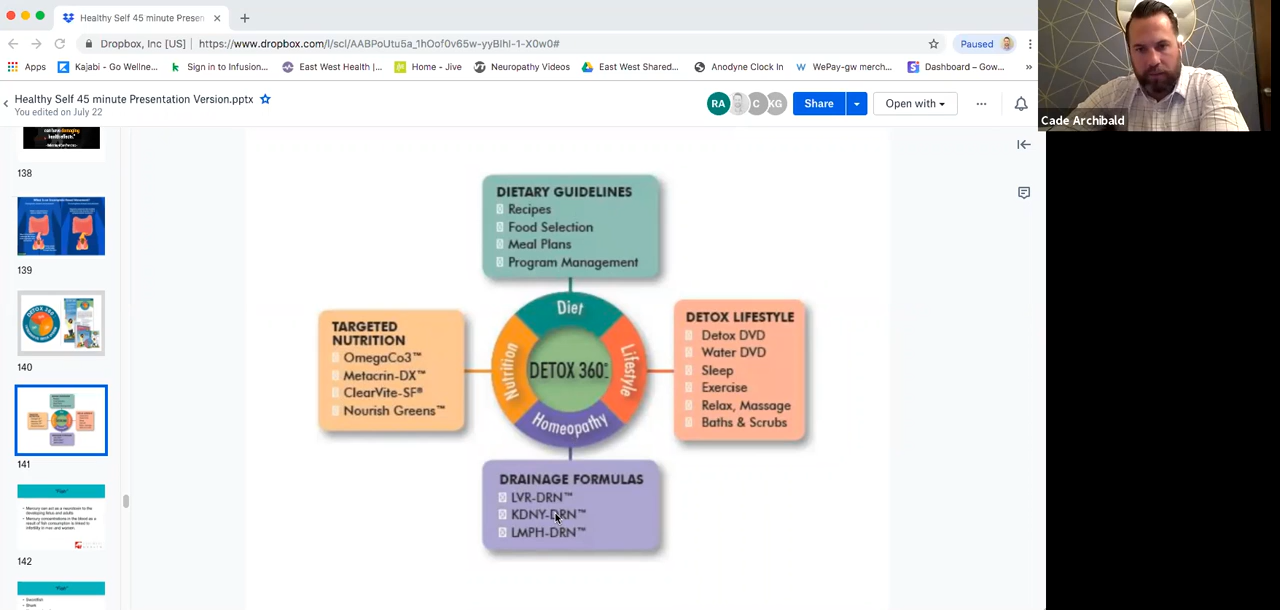 Healthy Self 45 minute Presen
Dropbox, Inc [US]
https://www.dropbox.com/l/scl/AABPoUtu5a_1hOof0v65w-yyBlhI-1-X0w0#
Paused
Apps
Kajabi - Go Wellne...
Sign in to Infusion...
East West Health |...
Home - Jive
Neuropathy Videos
East West Shared...
Anodyne Clock In
WePay-gw merch...
Dashboard – Gow...
»
Healthy Self 45 minute Presentation Version.pptx
You edited on July 22
RA
C
KG
Share
Open with
Cade Archibald
138
139
DETOX 360
140
141
142
DIETARY GUIDELINES
Recipes
Food Selection
Meal Plans
Program Management
TARGETED
NUTRITION
OmegaCo3™
Metacrin-DX™
ClearVite-SF®
Nourish Greens™
Diet
Nutrition
DETOX 360™
Lifestyle
Homeopathy
DETOX LIFESTYLE
Detox DVD
Water DVD
Sleep
Exercise
Relax, Massage
Baths & Scrubs
DRAINAGE FORMULAS
LVR-DRN™
KDNY-DRN™
LMPH-DRN™